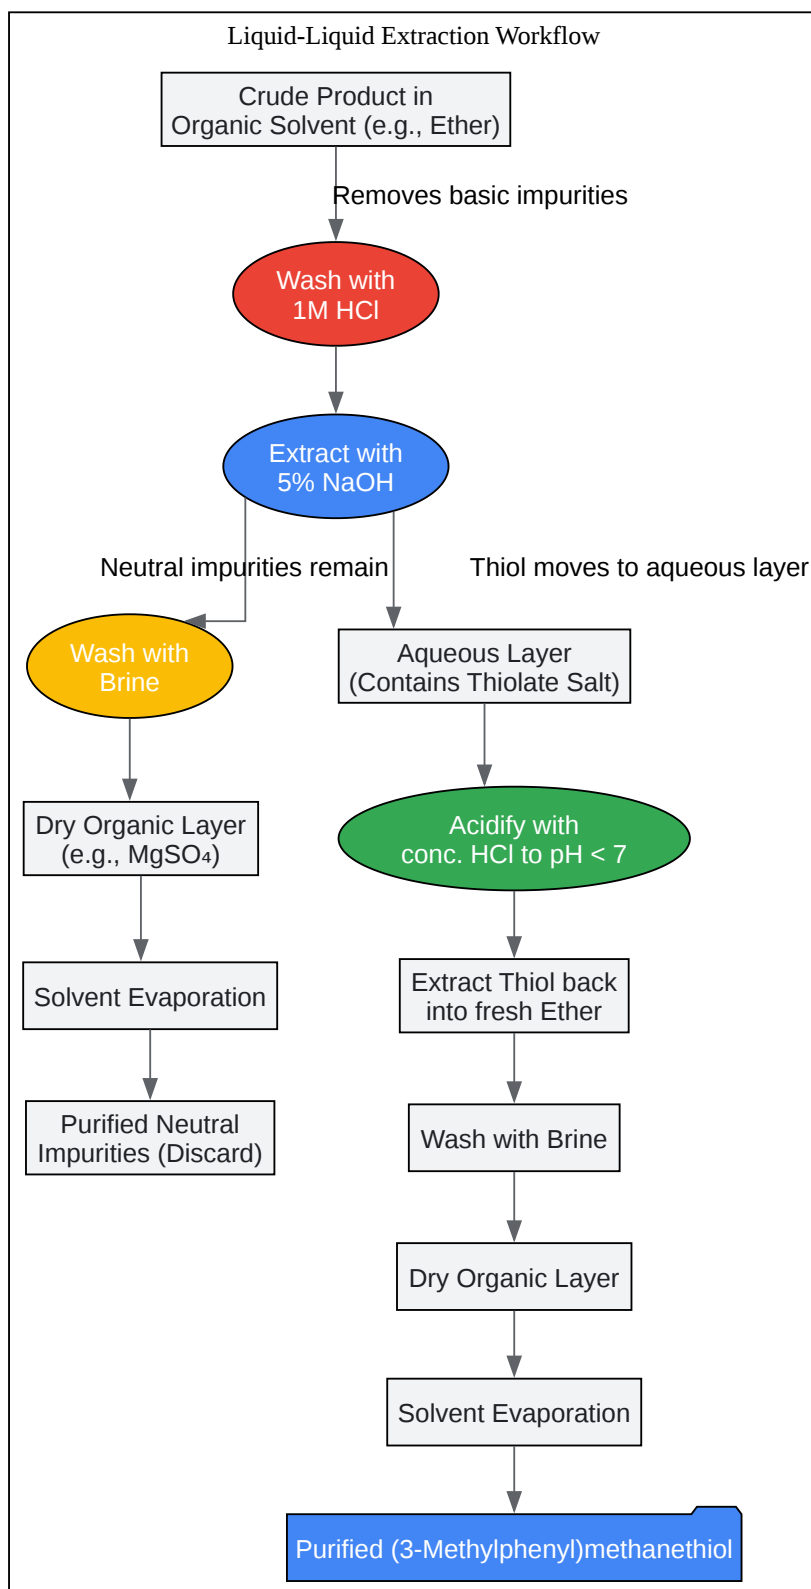 Liquid-Liquid Extraction Workflow
Crude Product in
Organic Solvent (e.g., Ether)
Removes basic impurities
Wash with
1M HCl
Extract with
5% NaOH
Neutral impurities remain
Thiol moves to aqueous layer
Wash with
Brine
Aqueous Layer
(Contains Thiolate Salt)
Dry Organic Layer
(e.g., MgSO₄)
Acidify with
conc. HCl to pH < 7
Solvent Evaporation
Extract Thiol back
into fresh Ether
Purified Neutral
Impurities (Discard)
Wash with Brine
Dry Organic Layer
Solvent Evaporation
Purified (3-Methylphenyl)methanethiol